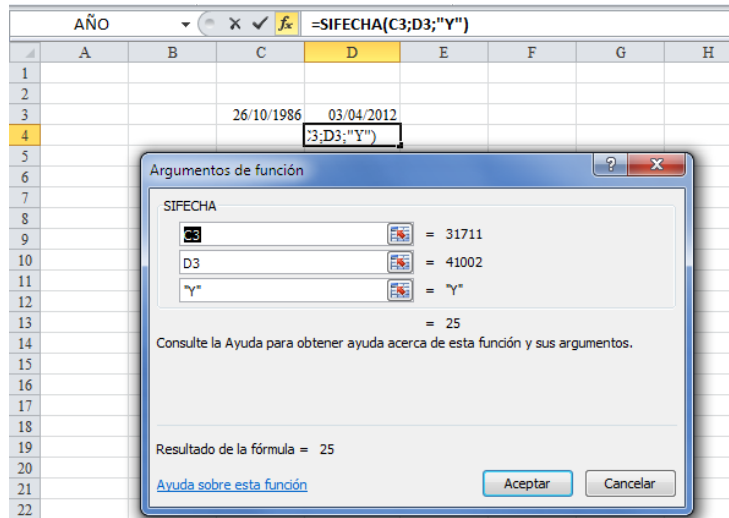 AÑO fx =SIFECHA(C3;D3;"Y")
A B C D E F G H
1
2
3 26/10/1986 03/04/2012
4 C3;D3;"Y")
5
6
7
8
9
10
11
12
13
14
15
16
17
18
19
20
21
22
Argumentos de función
SIFECHA
C3 = 31711
D3 = 41002
"Y" = "Y"
= 25
Consulte la Ayuda para obtener ayuda acerca de esta función y sus argumentos.
Resultado de la fórmula = 25
Ayuda sobre esta función Aceptar Cancelar